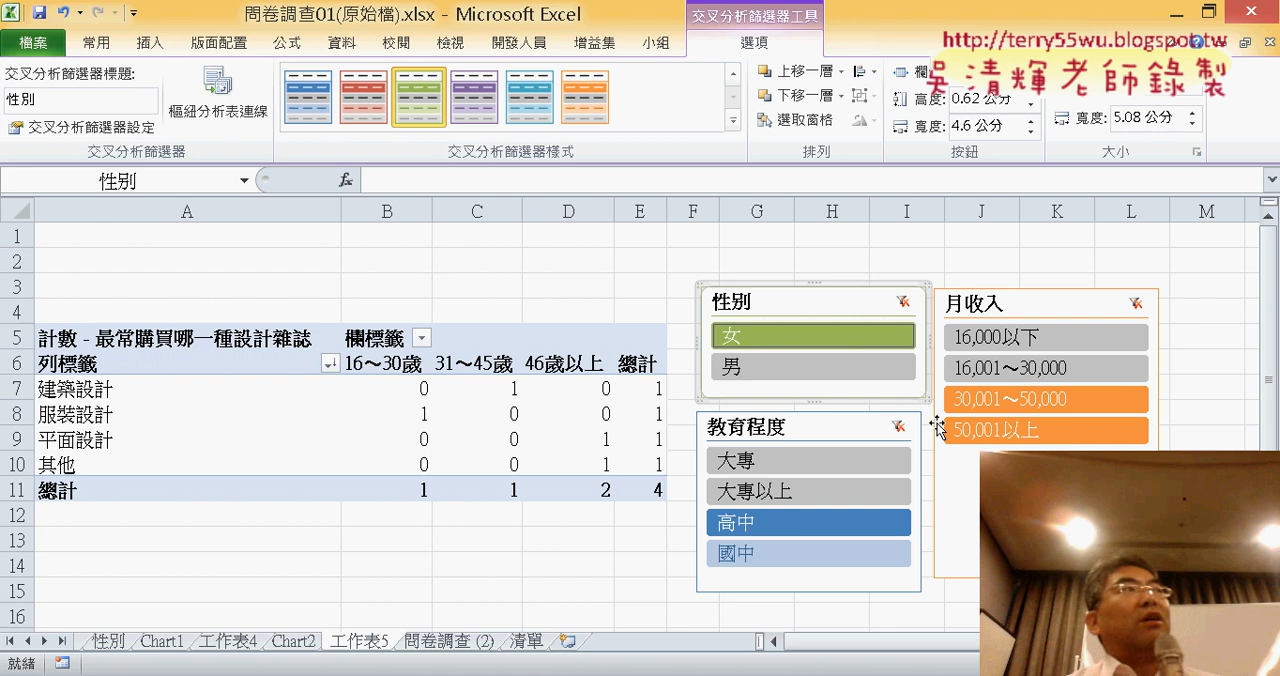 問卷調查01(原始檔).xlsx - Microsoft Excel
交叉分析篩選器工具
檔案 常用 插入 版面配置 公式 資料 校閱 檢視 開發人員 增益集 小組 選項
http://terry55wu.blogspot.tw
吳清輝老師錄製
交叉分析篩選器標題:
性別
交叉分析篩選器設定
樞紐分析表連線
交叉分析篩選器
交叉分析篩選器樣式
上移一層
下移一層
選取窗格
排列
欄
高度: 0.62 公分
寬度: 4.6 公分
按鈕
寬度: 5.08 公分
大小
性別 fx
A B C D E F G H I J K L M
1
2
3
4
5 計數 - 最常購買哪一種設計雜誌 欄標籤
6 列標籤 16～30歲 31～45歲 46歲以上 總計
7 建築設計 0 1 0 1
8 服裝設計 1 0 0 1
9 平面設計 0 0 1 1
10 其他 0 0 1 1
11 總計 1 1 2 4
12
13
14
15
16
性別
女
男
教育程度
大專
大專以上
高中
國中
月收入
16,000以下
16,001～30,000
30,001～50,000
50,001以上
性別 Chart1 工作表4 Chart2 工作表5 問卷調查 (2) 清單
就緒